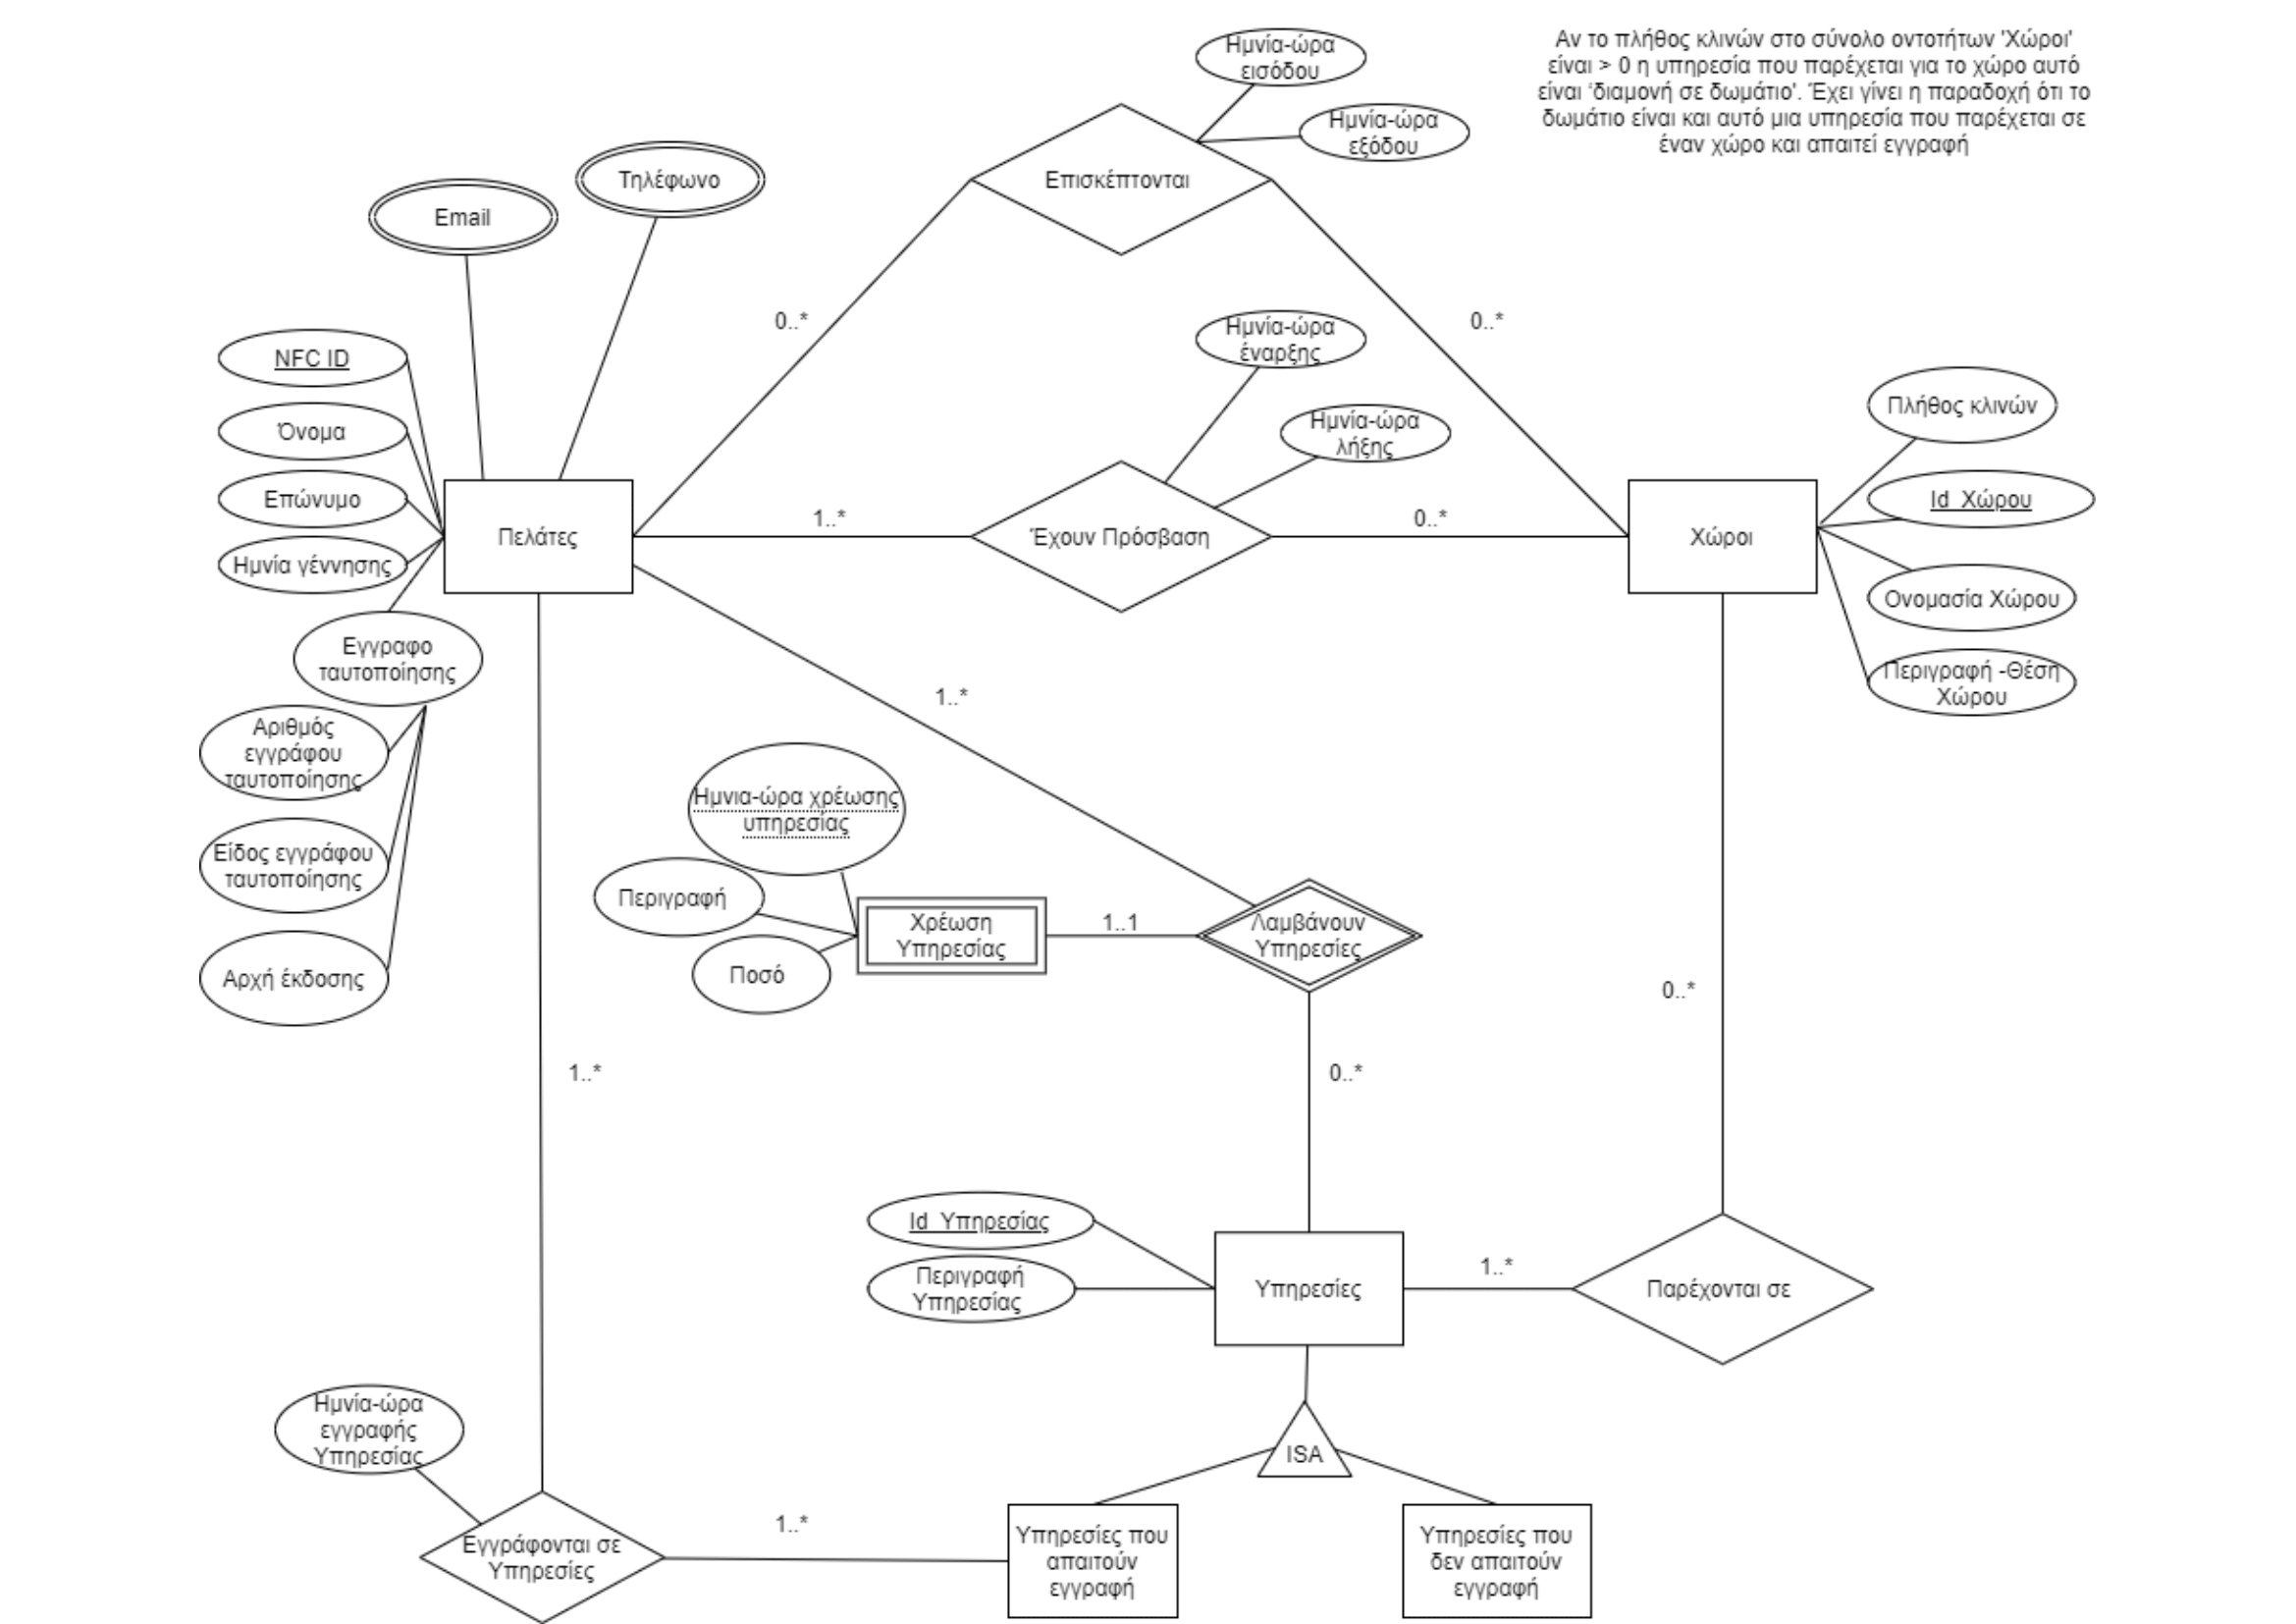 Ημνία-ώρα
εισόδου
Αν το πλήθος κλινών στο σύνολο οντοτήτων 'Χώροι'
είναι > 0 η υπηρεσία που παρέχεται για το χώρο αυτό
είναι ‘διαμονή σε δωμάτιο'. Έχει γίνει η παραδοχή ότι το
δωμάτιο είναι και αυτό μια υπηρεσία που παρέχεται σε
έναν χώρο και απαιτεί εγγραφή
Ημνία-ώρα
εξόδου
Επισκέπτονται
Τηλέφωνο
Email
0..*
0..*
Ημνία-ώρα
έναρξης
NFC ID
Όνομα
Ημνία-ώρα
λήξης
Πλήθος κλινών
Επώνυμο
Id_Χώρου
1..*
0..*
Πελάτες
Έχουν Πρόσβαση
Χώροι
Ημνία γέννησης
Ονομασία Χώρου
Εγγραφο
ταυτοποίησης
Περιγραφή -Θέση
Χώρου
1..*
Αριθμός
εγγράφου
ταυτοποίησης
Ημνια-ώρα χρέωσης
υπηρεσίας
Είδος εγγράφου
ταυτοποίησης
Περιγραφή
Χρέωση
Υπηρεσίας
1..1
Λαμβάνουν
Υπηρεσίες
Ποσό
Αρχή έκδοσης
0..*
1..*
0..*
Id_Υπηρεσίας
Περιγραφή
Υπηρεσίας
Υπηρεσίες
1..*
Παρέχονται σε
Ημνία-ώρα
εγγραφής
Υπηρεσίας
ISA
1..*
Εγγράφονται σε
Υπηρεσίες
Υπηρεσίες που
απαιτούν
εγγραφή
Υπηρεσίες που
δεν απαιτούν
εγγραφή